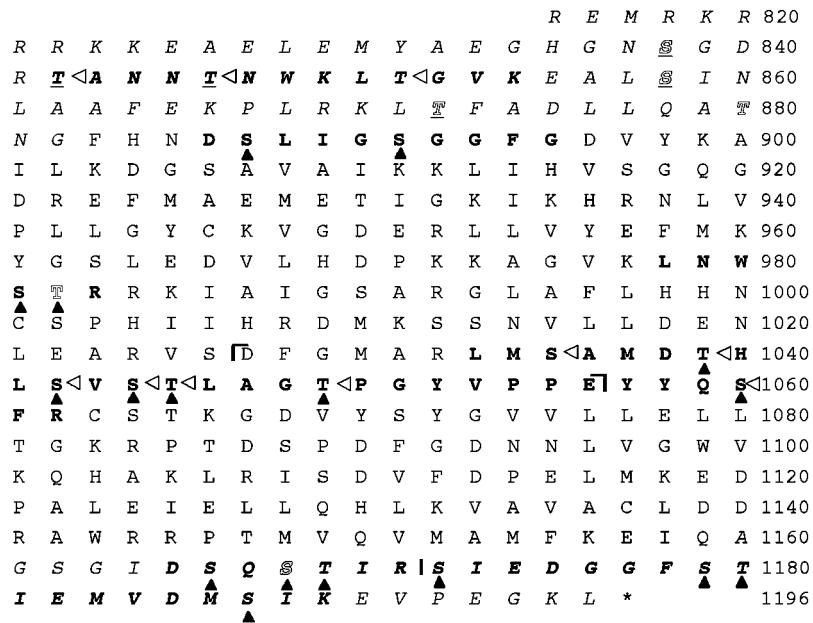 R E M R K R 820
R R K K E A E L E M Y A E G H G N S G D 840
R T ◁ A N N T ◁ N W K L T ◁ G V K E A L S I N 860
L A A F E K P L R K L T F A D L L Q A T 880
N G F H N D S L I G S G G F G D V Y K A 900
I L K D G S A V A I K K L I H V S G Q G 920
D R E F M A E M E T I G K I K H R N L V 940
P L L G Y C K V G D E R L L V Y E F M K 960
Y G S L E D V L H D P K K A G V K L N W 980
S T R R K I A I G S A R G L A F L H H N 1000
C S P H I I H R D M K S S N V L L D E N 1020
L E A R V S D F G M A R L M S ◁ A M D T ◁ H 1040
L S ◁ V S ◁ T ◁ L A G T ◁ P G Y V P P E Y Y Q S ◁ 1060
F R C S T K G D V Y S Y G V V L L E L L 1080
T G K R P T D S P D F G D N N L V G W V 1100
K Q H A K L R I S D V F D P E L M K E D 1120
P A L E I E L L Q H L K V A V A C L D D 1140
R A W R R P T M V Q V M A M F K E I Q A 1160
G S G I D S Q S T I R | S I E D G G F S T 1180
I E M V D M S I K E V P E G K L * 1196